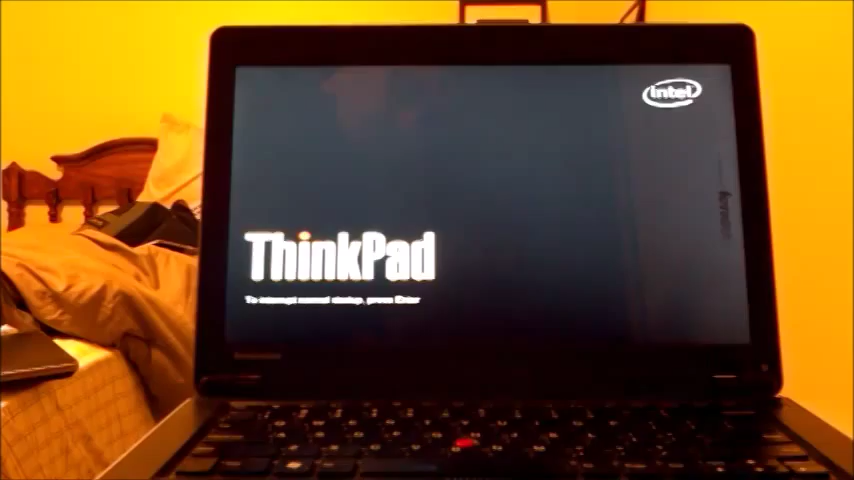 intel
ThinkPad
To interrupt normal startup, press Enter